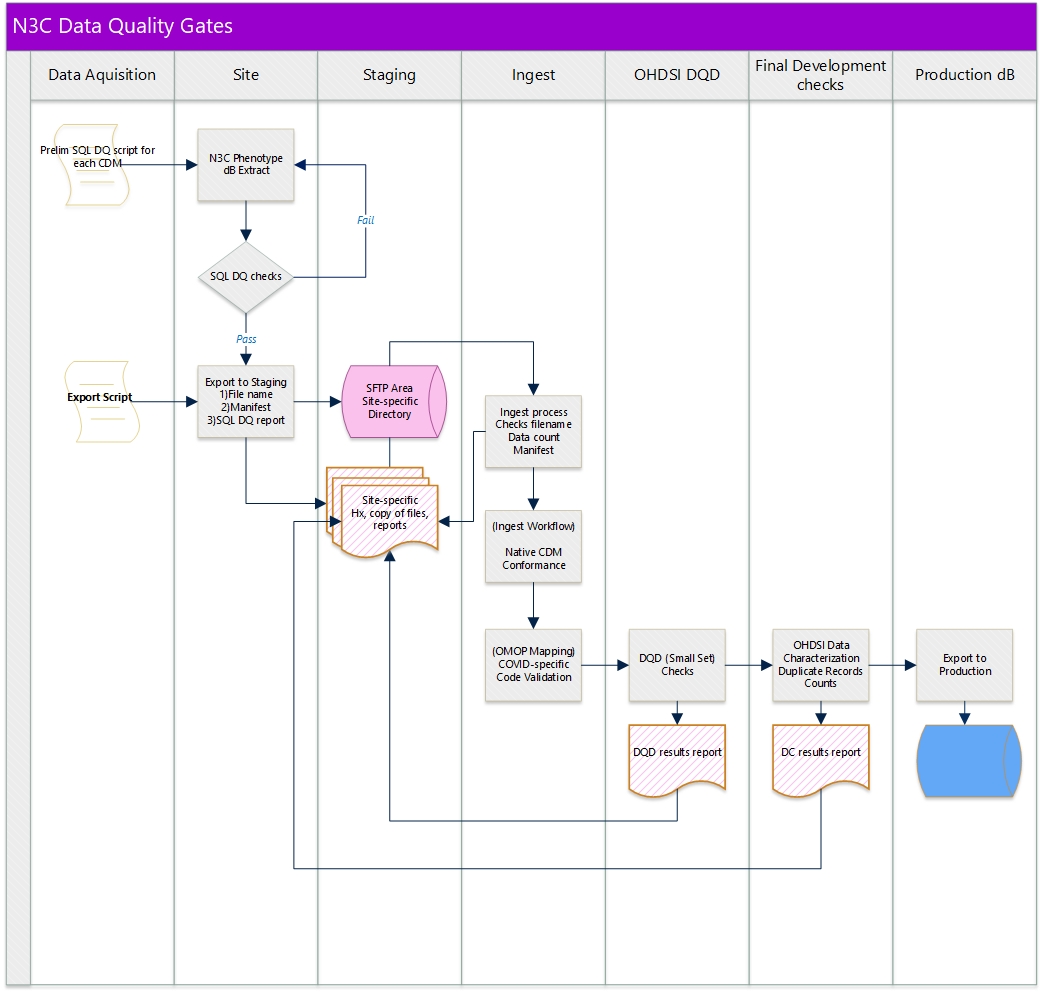 N3C Data Quality Gates
Data Aquisition
Site
Staging
Ingest
OHDSI DQD
Final Development
checks
Production dB
Prelim SQL DQ script for
each CDM
N3C Phenotype
dB Extract
Fail
SQL DQ checks
Pass
Export Script
Export to Staging
1)File name
2)Manifest
3)SQL DQ report
SFTP Area
Site-specific
Directory
Ingest process
Checks filename
Data count
Manifest
Site-specific
Hx, copy of files,
reports
(Ingest Workflow)
Native CDM
Conformance
(OMOP Mapping)
COVID-specific
Code Validation
DQD (Small Set)
Checks
OHDSI Data
Characterization
Duplicate Records
Counts
Export to
Production
DQD results report
DC results report